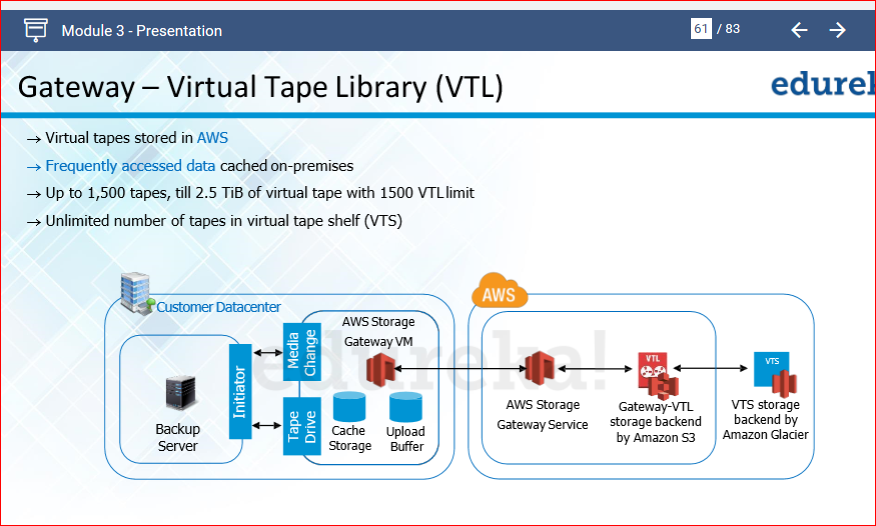 Module 3 - Presentation
61 / 83
Gateway – Virtual Tape Library (VTL)
edurek
→ Virtual tapes stored in AWS
→ Frequently accessed data cached on-premises
→ Up to 1,500 tapes, till 2.5 TiB of virtual tape with 1500 VTL limit
→ Unlimited number of tapes in virtual tape shelf (VTS)
Customer Datacenter
Backup
Server
Initiator
Media
Change
Tape
Drive
AWS Storage
Gateway VM
Cache
Storage
Upload
Buffer
AWS
AWS Storage
Gateway Service
VTL
Gateway-VTL
storage backend
by Amazon S3
VTS
VTS storage
backend by
Amazon Glacier
edureka!